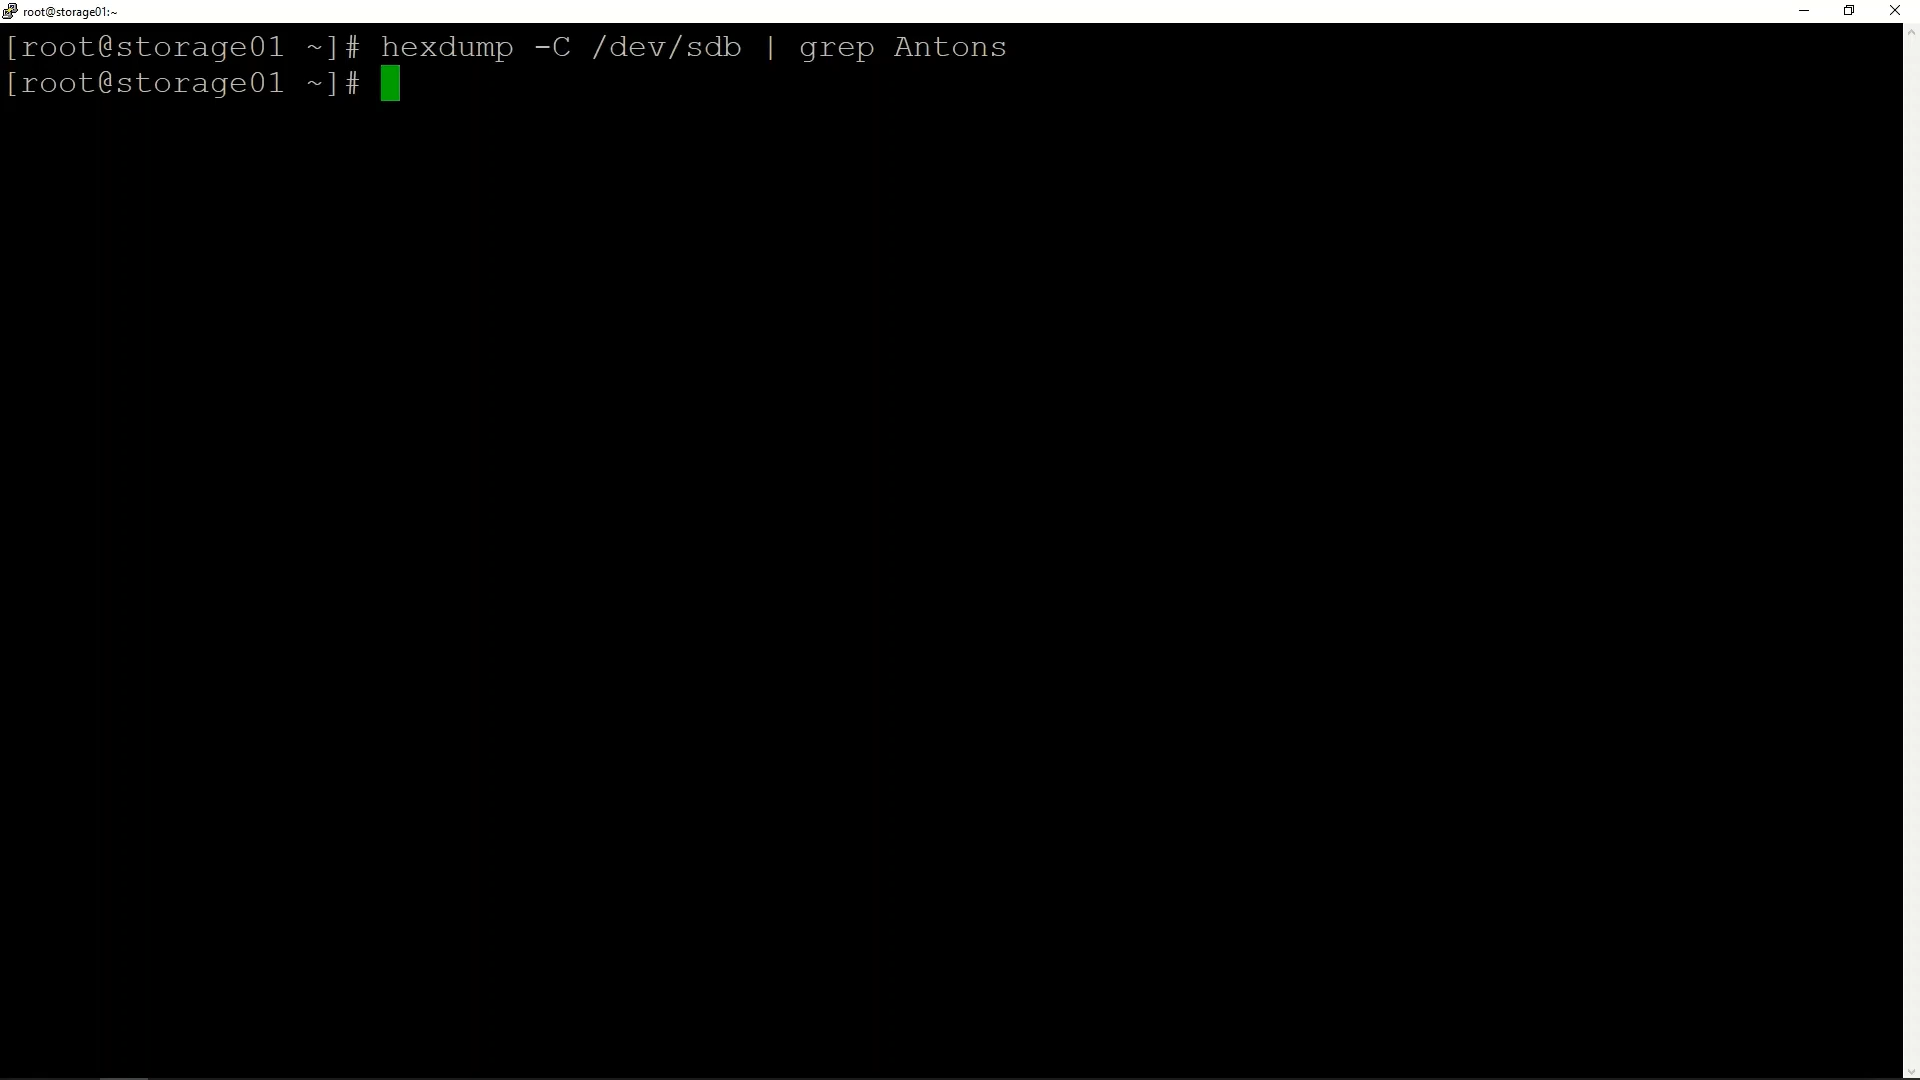 root@storage01:~
[root@storage01 ~]# hexdump -C /dev/sdb | grep Antons
[root@storage01 ~]#